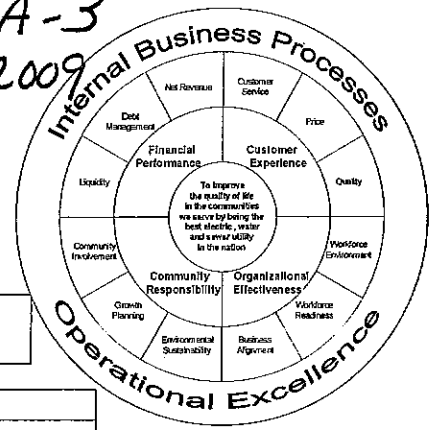 A-3
2009
Internal Business Processes
Net Revenue
Customer
Service
Debt
Management
Price
Financial
Performance
Customer
Experience
Liquidity
Quality
To improve
the quality of life
in the communities
we serve by being the
best electric, water
and sewer utility
in the nation
Community
Involvement
Workforce
Environment
Community
Responsibility
Organizational
Effectiveness
Growth
Planning
Workforce
Readiness
Environmental
Sustainability
Business
Alignment
Operational Excellence